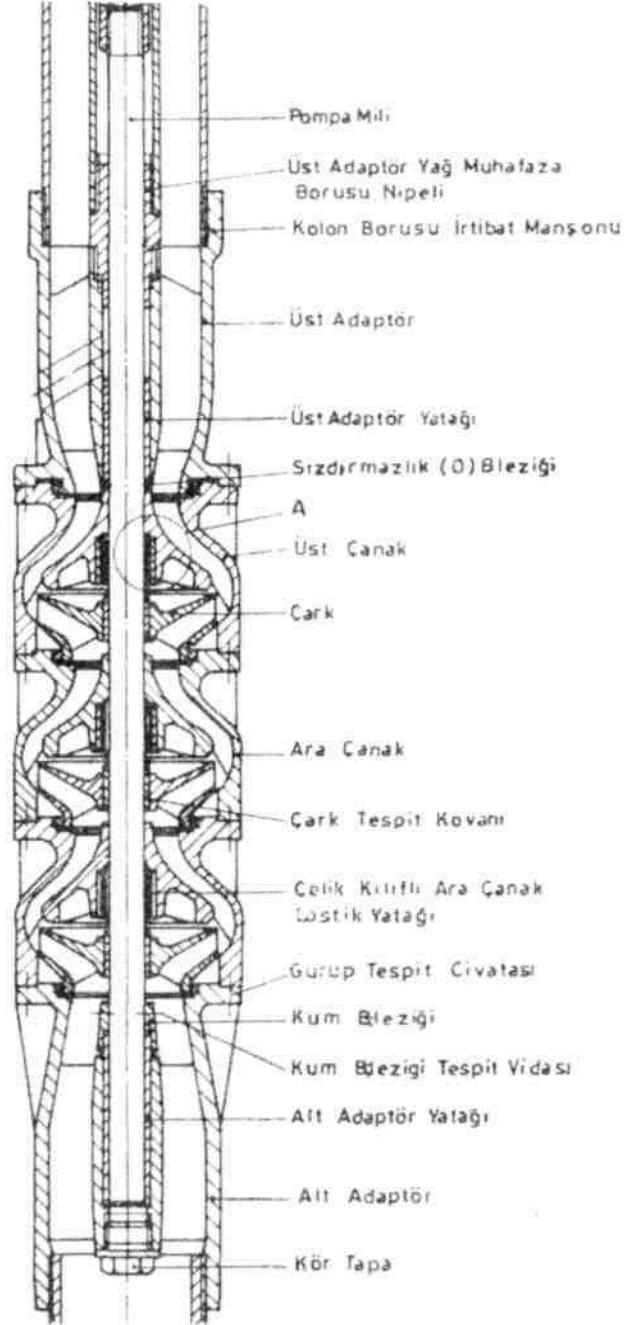 Pompa Mili
Üst Adaptör Yağ Muhafaza
Borusu Nipeli
Kolon Borusu İrtibat Manşonu
Üst Adaptör
Üst Adaptör Yatağı
Sızdırmazlık (O) Bleziği
A
Üst Çanak
Çark
Ara Çanak
Çark Tespit Kovanı
Çelik Kılıflı Ara Çanak
Lastik Yatağı
Gurup Tespit Civatası
Kum Bleziği
Kum Bleziği Tespit Vidası
Alt Adaptör Yatağı
Alt Adaptör
Kör Tapa